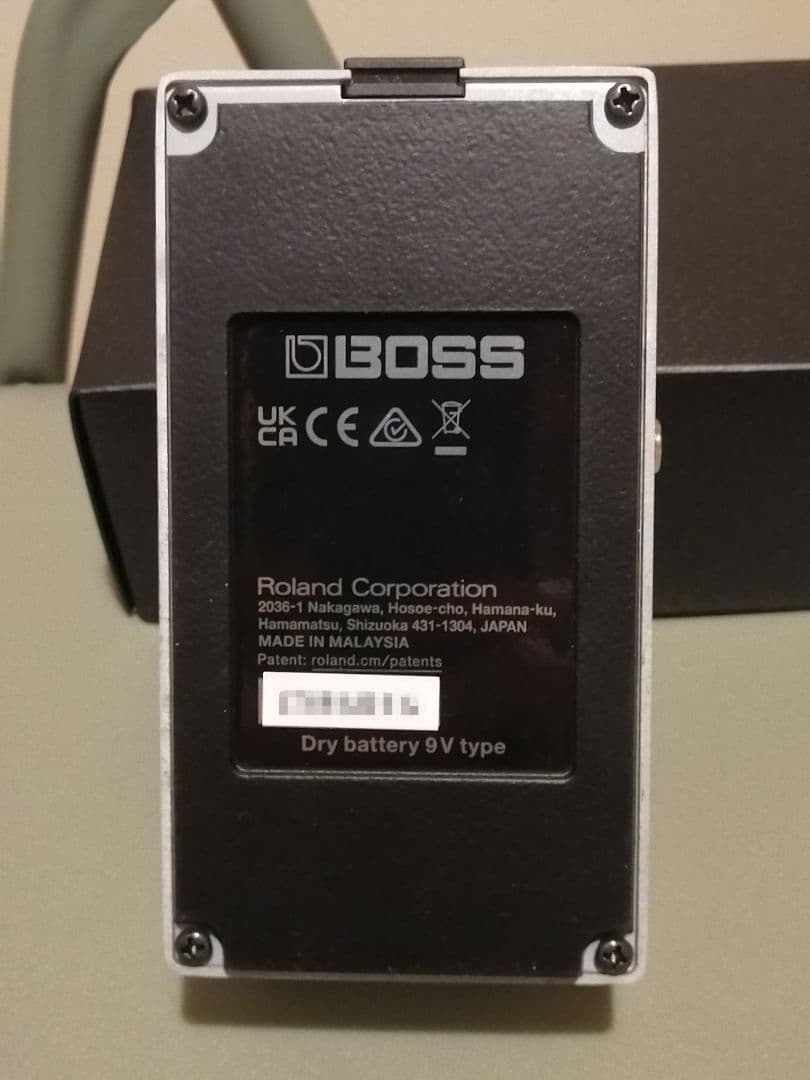 BOSS
UK
CA CE
Roland Corporation
2036-1 Nakagawa, Hosoe-cho, Hamana-ku,
Hamamatsu, Shizuoka 431-1304, JAPAN
MADE IN MALAYSIA
Patent: roland.cm/patents
Dry battery 9V type